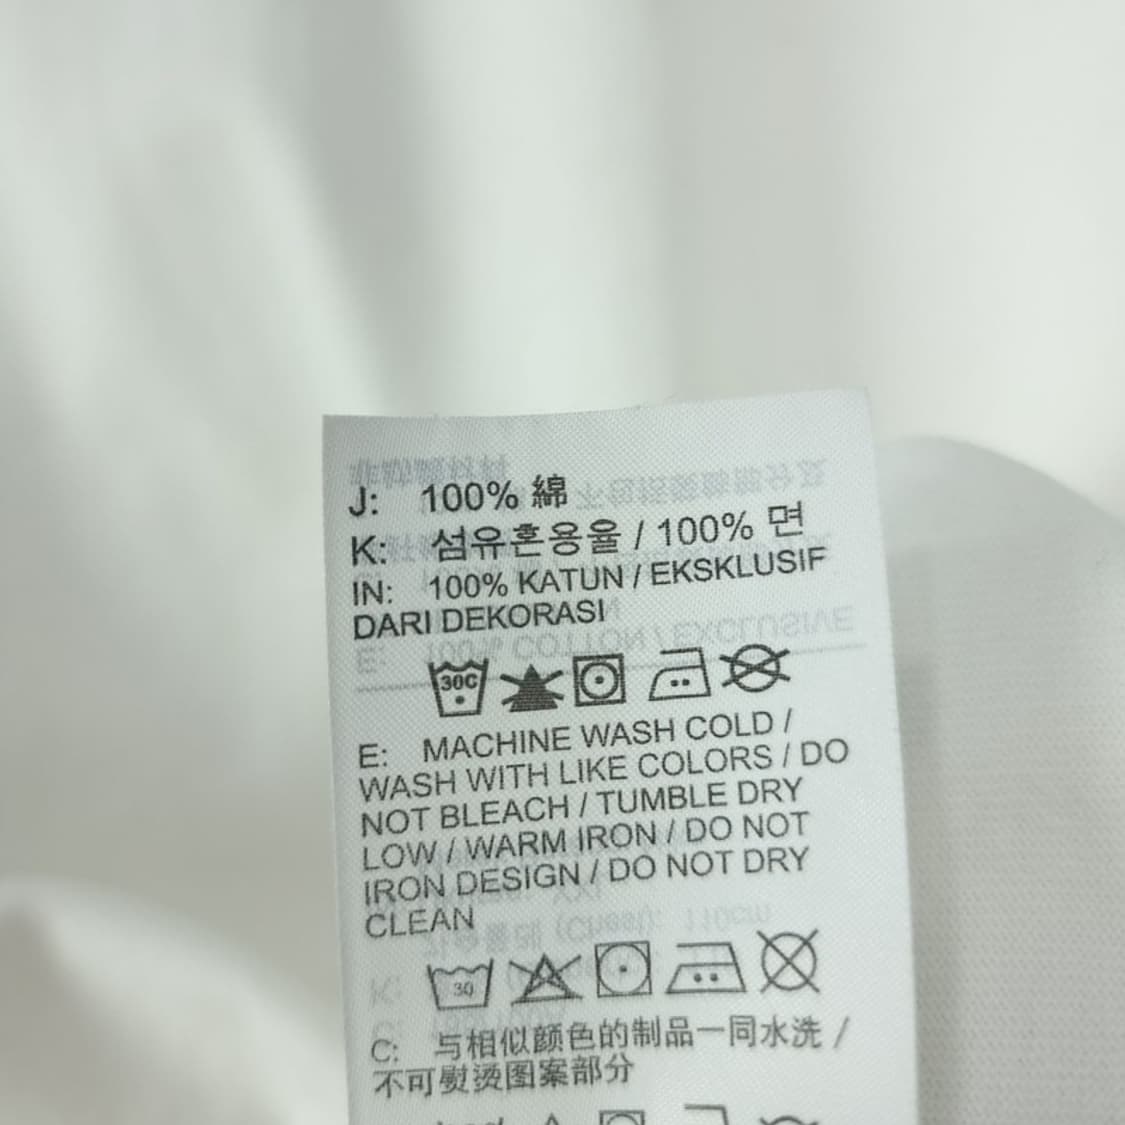 J: 100% 綿
K: 섬유혼용율 / 100% 면
IN: 100% KATUN / EKSKLUSIF
DARI DEKORASI
30C
E: MACHINE WASH COLD /
WASH WITH LIKE COLORS / DO
NOT BLEACH / TUMBLE DRY
LOW / WARM IRON / DO NOT
IRON DESIGN / DO NOT DRY
CLEAN
30
C: 与相似颜色的制品一同水洗 /
不可熨烫图案部分